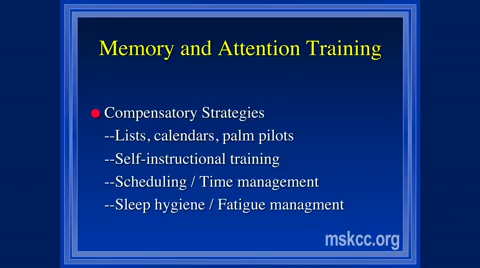 Memory and Attention Training
Compensatory Strategies
--Lists, calendars, palm pilots
--Self-instructional training
--Scheduling / Time management
--Sleep hygiene / Fatigue managment
mskcc.org